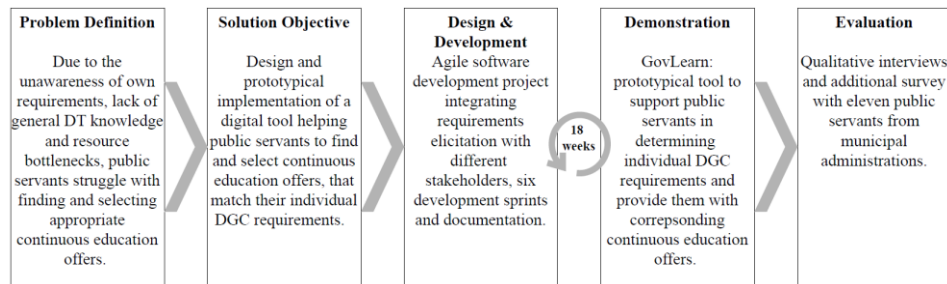 Problem Definition
Due to the
unawareness of own
requirements, lack of
general DT knowledge
and resource
bottlenecks, public
servants struggle with
finding and selecting
appropriate
continuous education
offers.
Solution Objective
Design and
prototypical
implementation of a
digital tool helping
public servants to find
and select continuous
education offers, that
match their individual
DGC requirements.
Design &
Development
Agile software
development project
integrating
requirements
elicitation with
different
stakeholders, six
development sprints
and documentation.
18
weeks
Demonstration
GovLearn:
prototypical tool to
support public
servants in
determining
individual DGC
requirements and
provide them with
correpsonding
continuous education
offers.
Evaluation
Qualitative interviews
and additional survey
with eleven public
servants from
municipal
administrations.